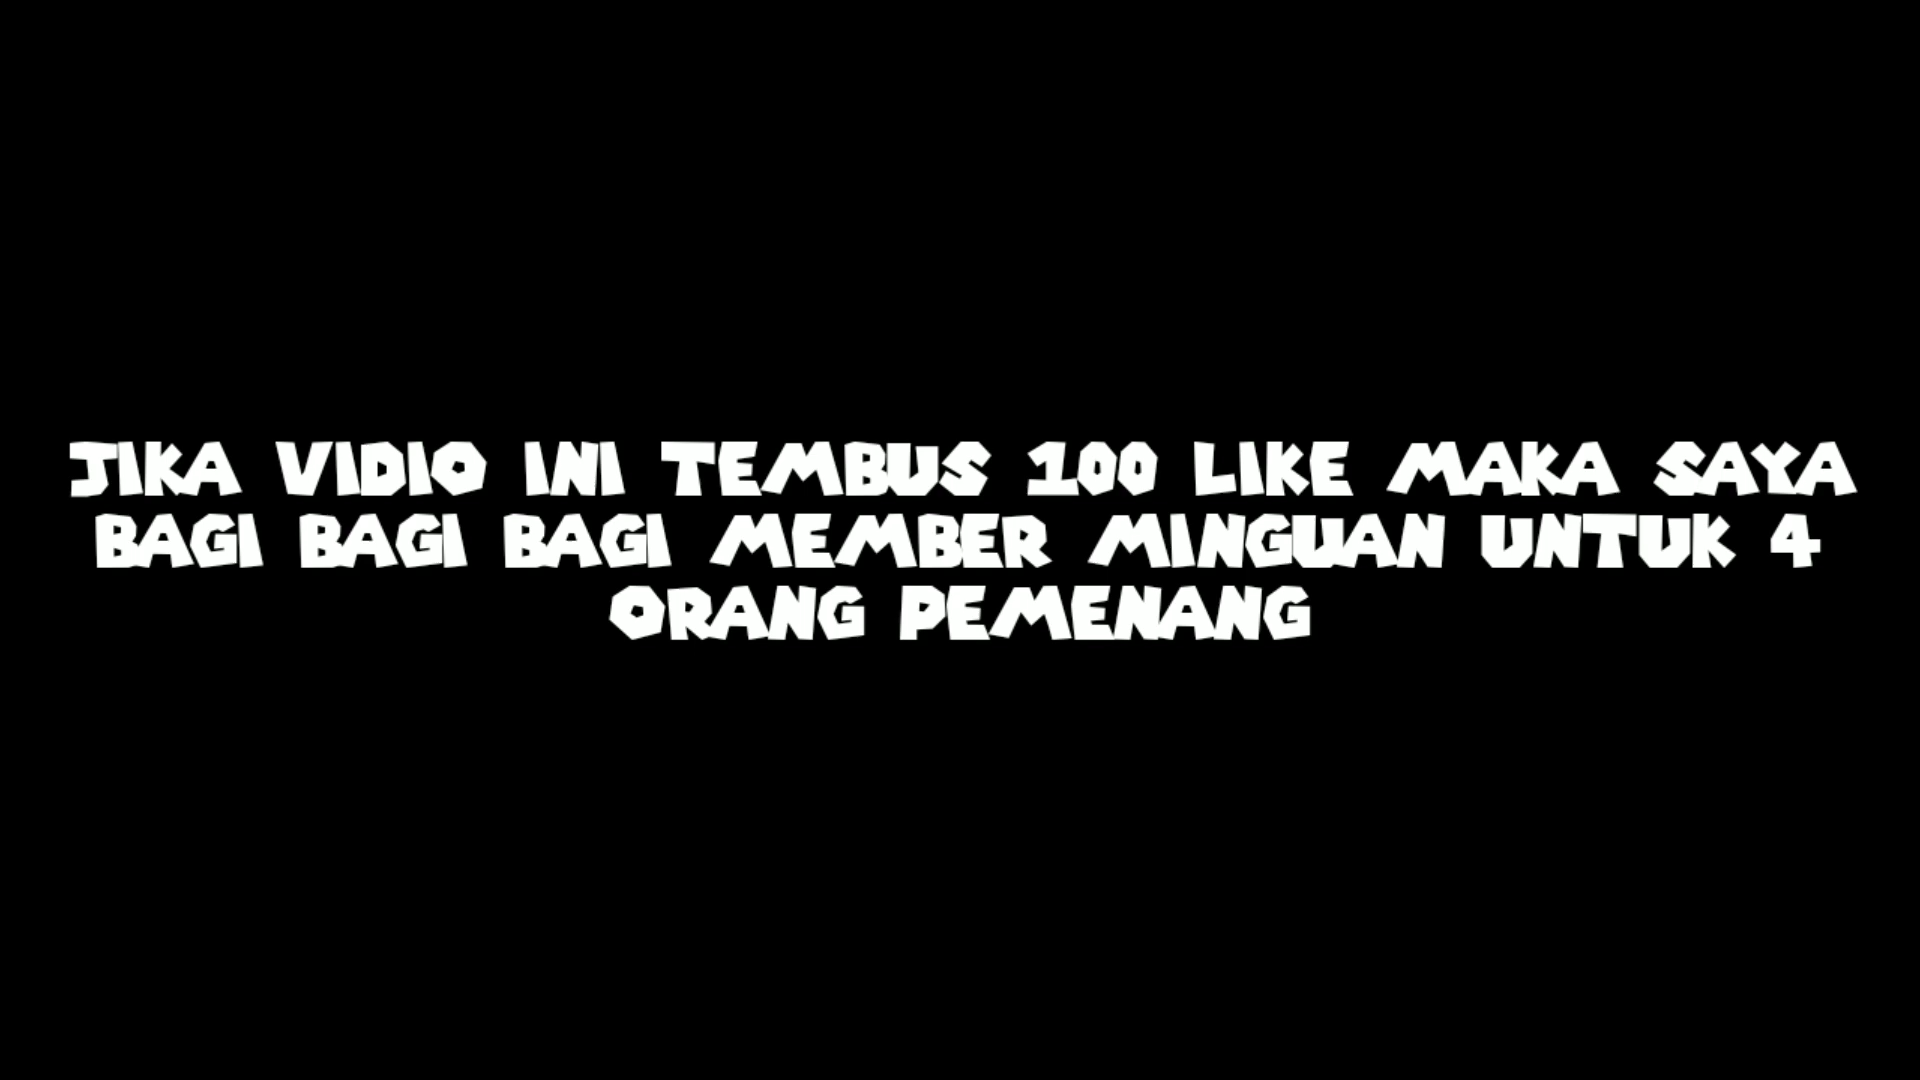 JIKA VIDIO INI TEMBUS 100 LIKE MAKA SAYA
BAGI BAGI BAGI MEMBER MINGUAN UNTUK 4
ORANG PEMENANG